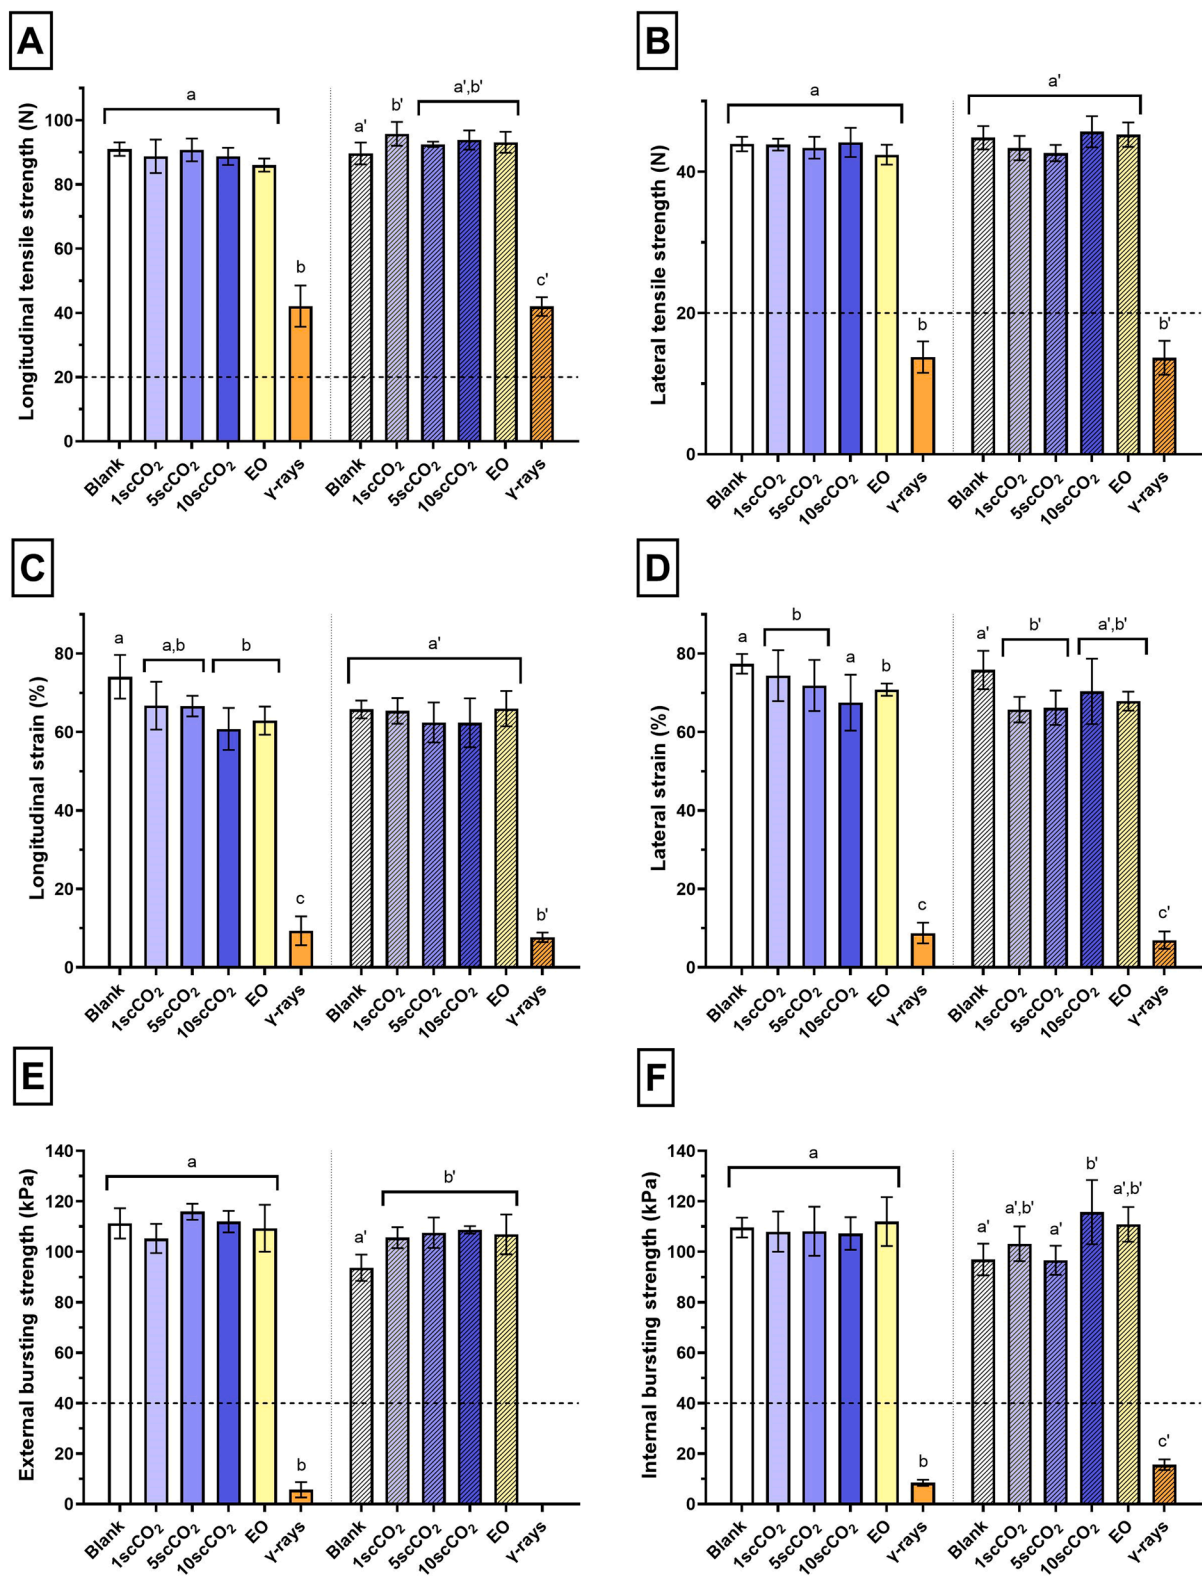 A
Longitudinal tensile strength (N)
100
80
60
40
20
0
a
b
a'
b'
a',b'
c'
Blank
1scCO₂
5scCO₂
10scCO₂
EO
γ-rays
Blank
1scCO₂
5scCO₂
10scCO₂
EO
γ-rays
B
Lateral tensile strength (N)
40
20
0
a
b
a'
b'
Blank
1scCO₂
5scCO₂
10scCO₂
EO
γ-rays
Blank
1scCO₂
5scCO₂
10scCO₂
EO
γ-rays
C
Longitudinal strain (%)
80
60
40
20
0
a
a,b
b
c
a'
b'
Blank
1scCO₂
5scCO₂
10scCO₂
EO
γ-rays
Blank
1scCO₂
5scCO₂
10scCO₂
EO
γ-rays
D
Lateral strain (%)
80
60
40
20
0
a
b
a
b
c
a'
b'
a',b'
c'
Blank
1scCO₂
5scCO₂
10scCO₂
EO
γ-rays
Blank
1scCO₂
5scCO₂
10scCO₂
EO
γ-rays
E
External bursting strength (kPa)
140
120
100
80
60
40
20
0
a
b
a'
b'
Blank
1scCO₂
5scCO₂
10scCO₂
EO
γ-rays
Blank
1scCO₂
5scCO₂
10scCO₂
EO
γ-rays
F
Internal bursting strength (kPa)
140
120
100
80
60
40
20
0
a
b
a'
a',b'
a'
b'
a',b'
c'
Blank
1scCO₂
5scCO₂
10scCO₂
EO
γ-rays
Blank
1scCO₂
5scCO₂
10scCO₂
EO
γ-rays